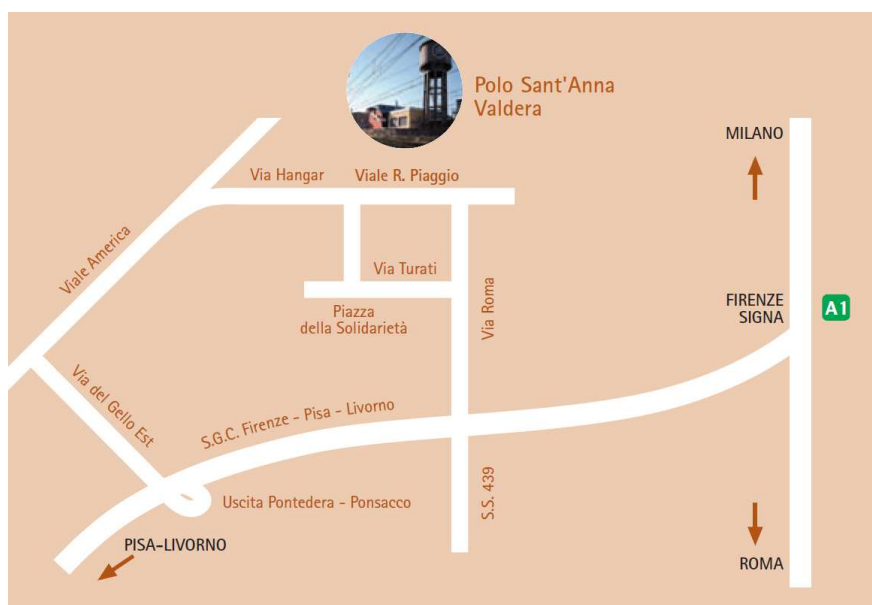 Polo Sant'Anna
Valdera
MILANO
Via Hangar
Viale R. Piaggio
Viale America
Via Turati
Via Roma
Piazza
della Solidarietà
FIRENZE
SIGNA
A1
Via del Gello Est
S.G.C. Firenze - Pisa - Livorno
Uscita Pontedera - Ponsacco
S.S. 439
PISA-LIVORNO
ROMA